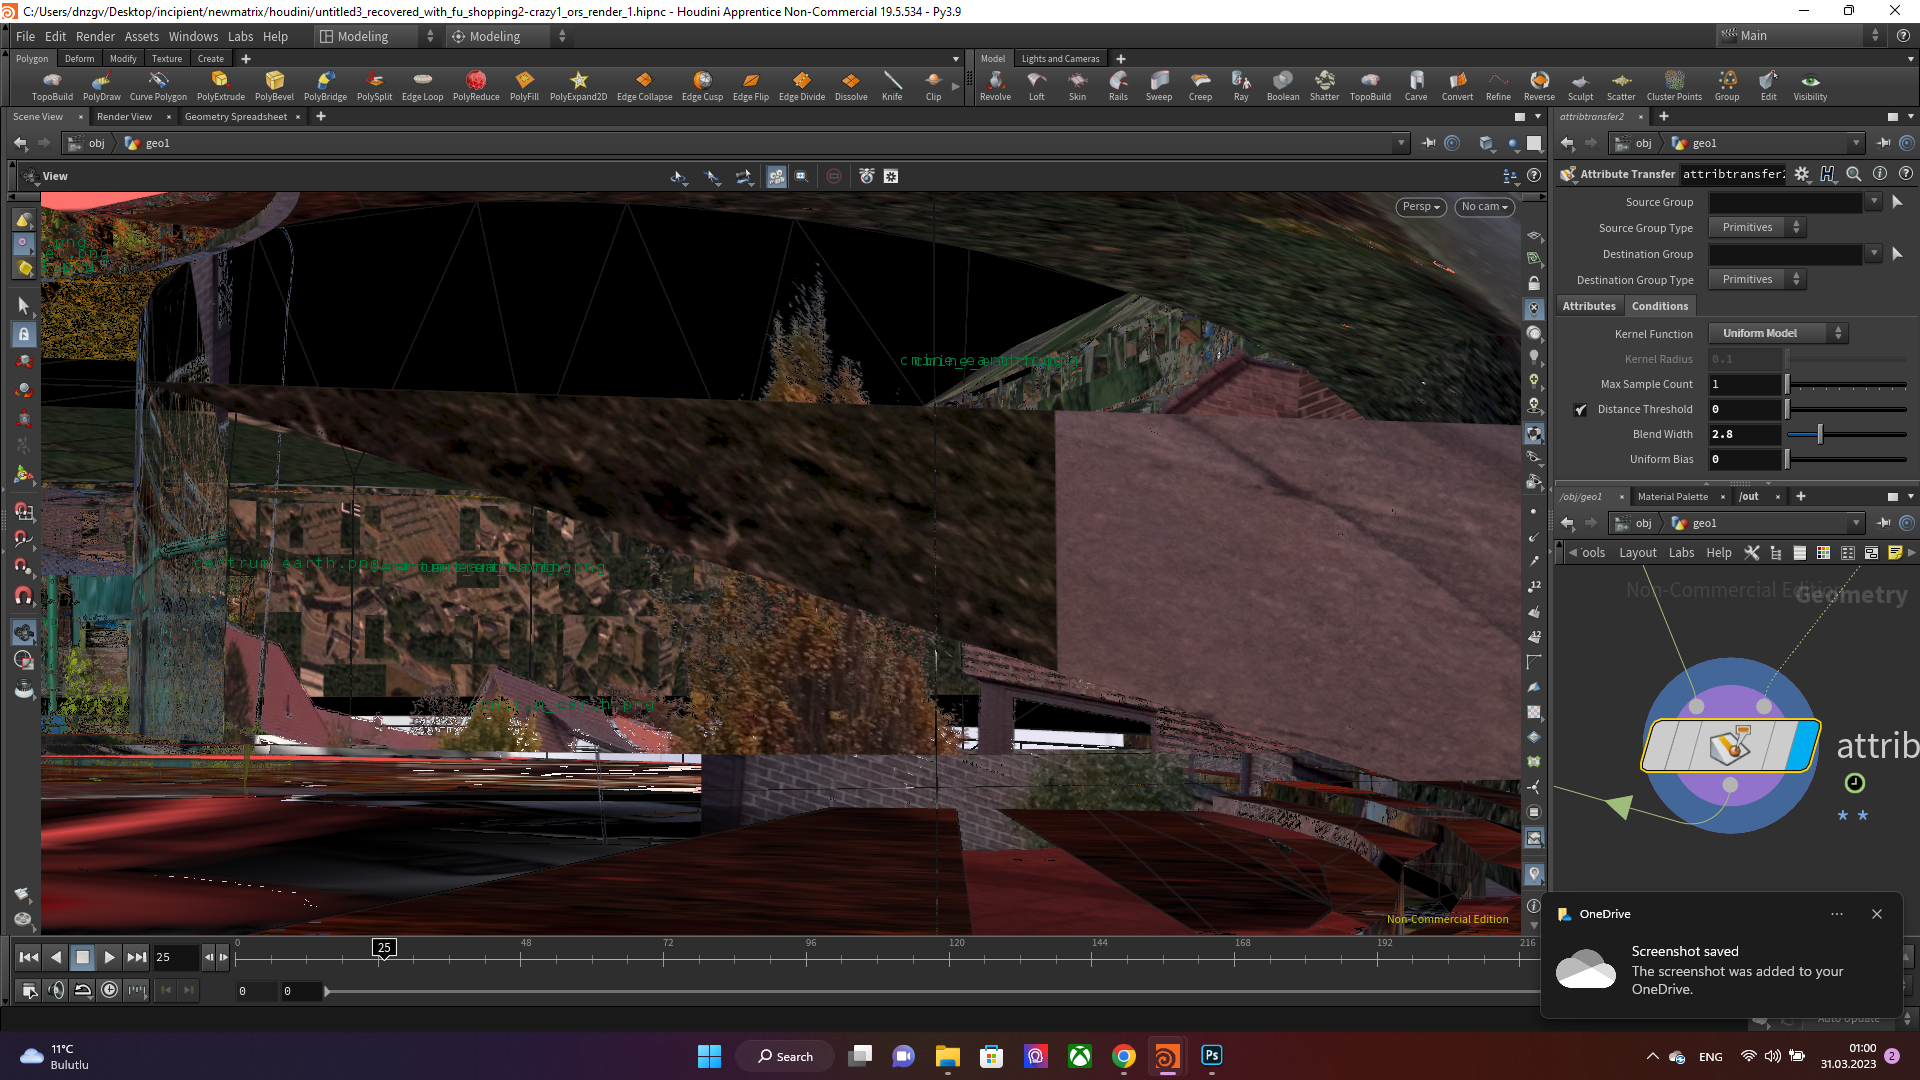 C:/Users/dnzgv/Desktop/incipient/newmatrix/houdini/untitled3_recovered_with_fu_shopping2-crazy1_ors_render_1.hipnc - Houdini Apprentice Non-Commercial 19.5.534 - Py3.9
File Edit Render Assets Windows Labs Help Modeling Modeling Main
Polygon Deform Modify Texture Create Model Lights and Cameras
TopoBuild PolyDraw Curve Polygon PolyExtrude PolyBevel PolyBridge PolySplit Edge Loop PolyReduce PolyFill PolyExpand2D Edge Collapse Edge Cusp Edge Flip Edge Divide Dissolve Knife Clip Revolve Loft Skin Rails Sweep Creep Ray Boolean Shatter TopoBuild Carve Convert Refine Reverse Sculpt Scatter Cluster Points Group Edit Visibility
Scene View Render View Geometry Spreadsheet attribtransfer2
obj geo1 obj geo1
View
Attribute Transfer attribtransfer2
Persp No cam
Source Group
Source Group Type Primitives
Destination Group
Destination Group Type Primitives
Attributes Conditions
Kernel Function Uniform Model
Kernel Radius 0.1
Max Sample Count 1
Distance Threshold 0
Blend Width 2.8
Uniform Bias 0
/obj/geo1 Material Palette /out
obj geo1
ools Layout Labs Help
Non-Commercial Edition
Geometry
centrum_earth.png
centrum_earth.png
attrib
Non-Commercial Edition
0 25 48 72 96 120 144 168 192 216
25
0 0
OneDrive
Screenshot saved
The screenshot was added to your
OneDrive.
Auto Update
11°C
Bulutlu
Search
ENG
01:00
31.03.2023
2